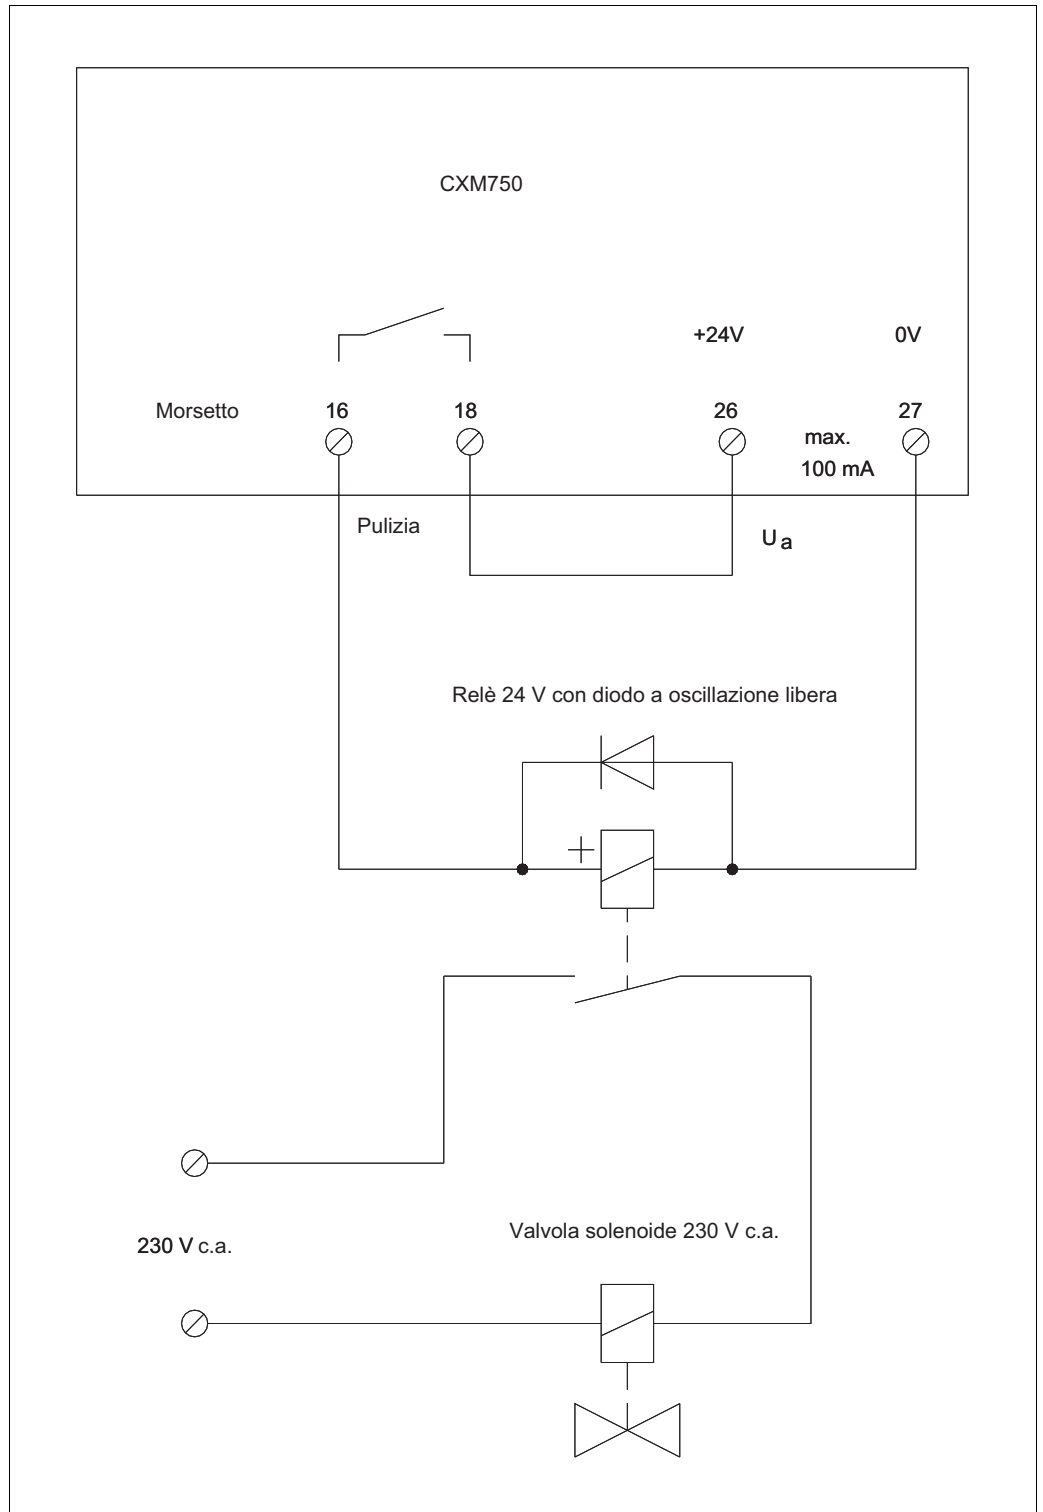 CXM750
+24V 0V
Morsetto 16 18 26 27
max.
100 mA
Pulizia
Ua
Relè 24 V con diodo a oscillazione libera
+
Valvola solenoide 230 V c.a.
230 V c.a.